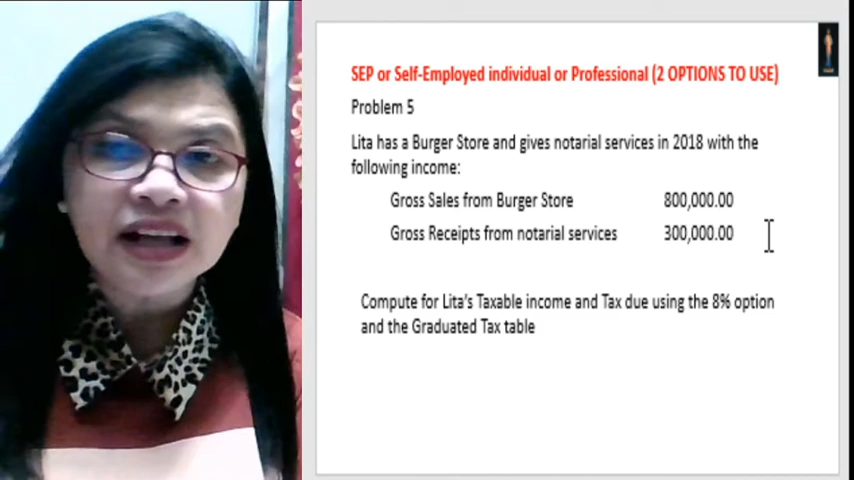 SEP or Self-Employed individual or Professional (2 OPTIONS TO USE)
Problem 5
Lita has a Burger Store and gives notarial services in 2018 with the
following income:
Gross Sales from Burger Store 800,000.00
Gross Receipts from notarial services 300,000.00
Compute for Lita's Taxable income and Tax due using the 8% option
and the Graduated Tax table